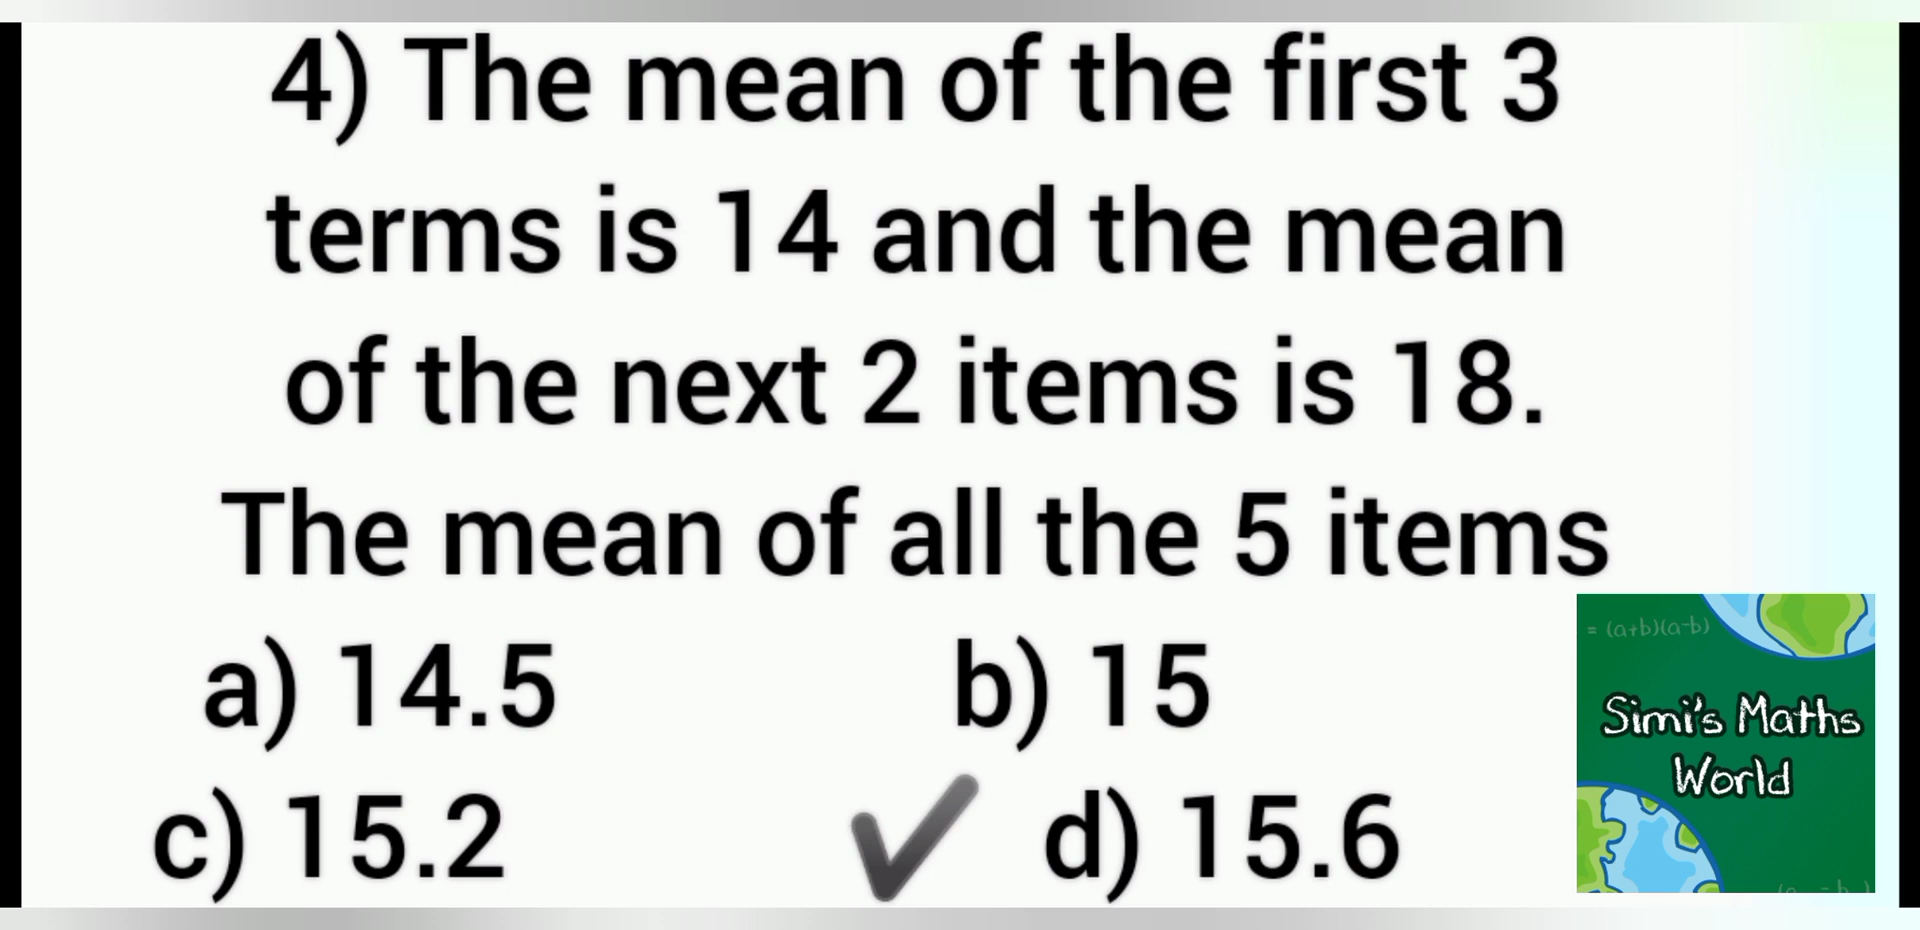 4) The mean of the first 3
terms is 14 and the mean
of the next 2 items is 18.
The mean of all the 5 items
a) 14.5 b) 15
c) 15.2 ✔ d) 15.6
= (a+b)(a-b)
Simi's Maths
World